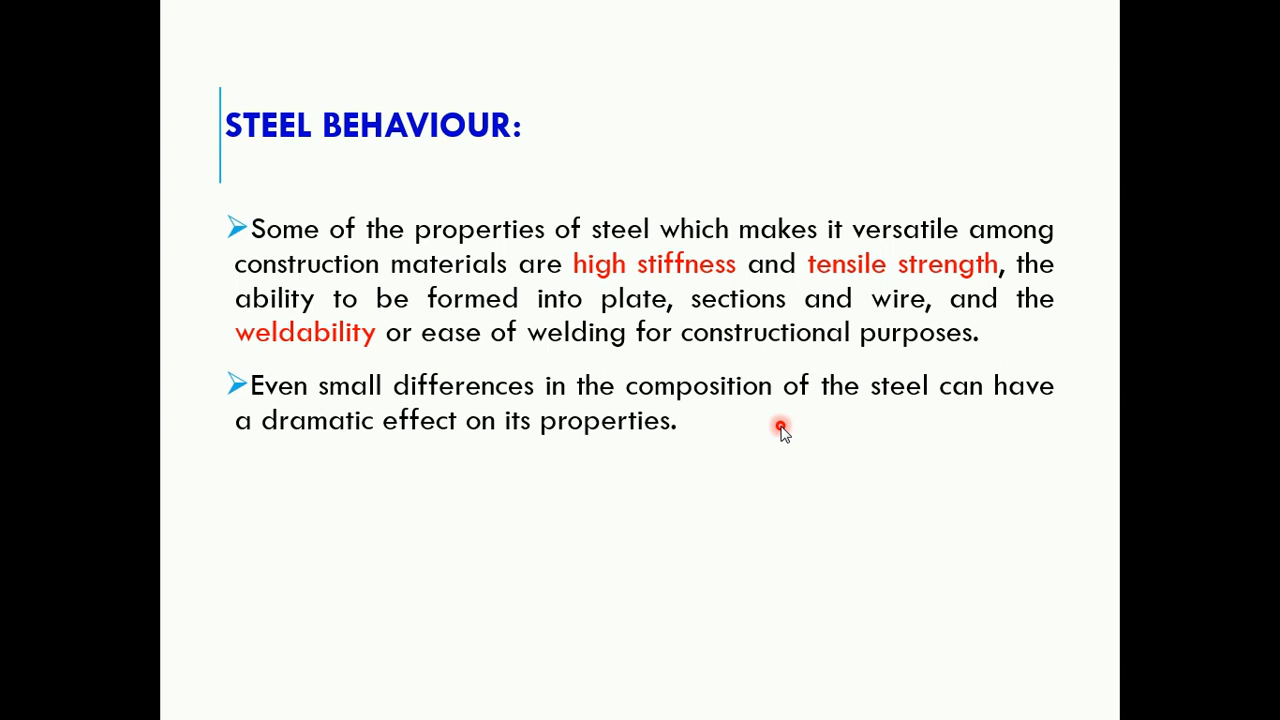 STEEL BEHAVIOUR:
Some of the properties of steel which makes it versatile among
construction materials are high stiffness and tensile strength, the
ability to be formed into plate, sections and wire, and the
weldability or ease of welding for constructional purposes.
Even small differences in the composition of the steel can have
a dramatic effect on its properties.